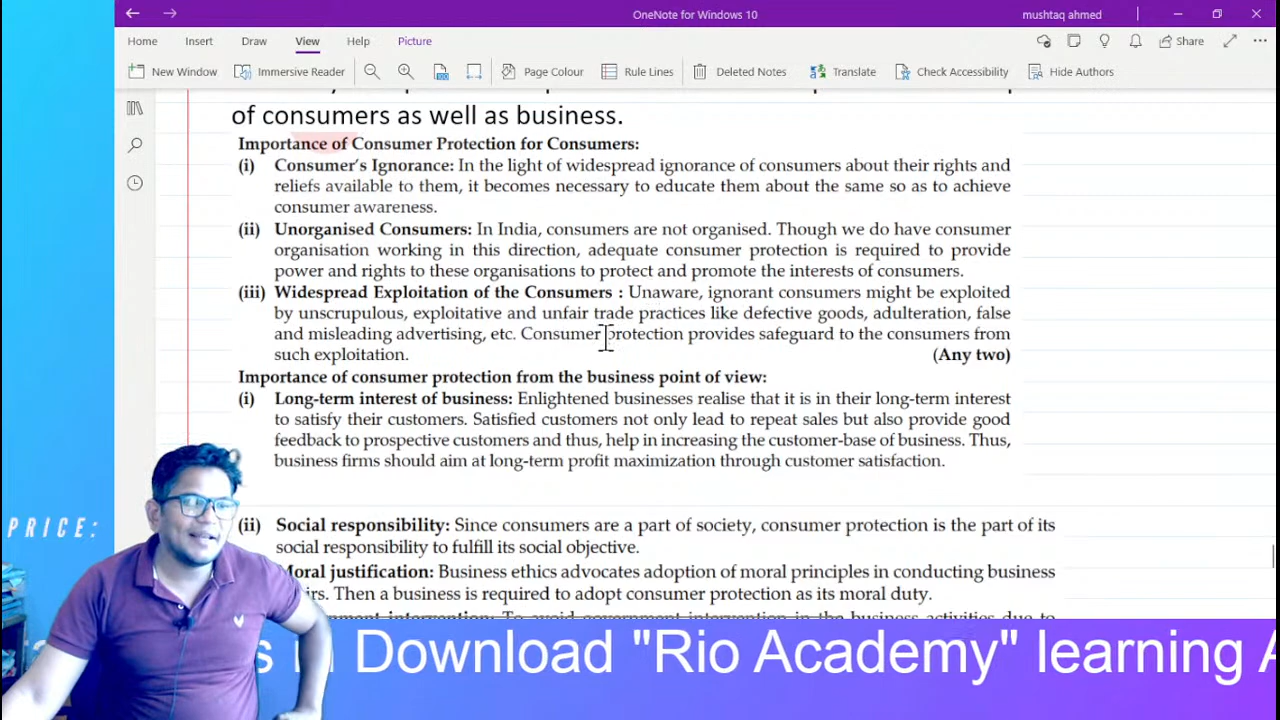 OneNote for Windows 10
mushtaq ahmed
Home Insert Draw View Help Picture
Share
New Window Immersive Reader Page Colour Rule Lines Deleted Notes Translate Check Accessibility Hide Authors
of consumers as well as business.
Importance of Consumer Protection for Consumers:
(i) Consumer's Ignorance: In the light of widespread ignorance of consumers about their rights and
reliefs available to them, it becomes necessary to educate them about the same so as to achieve
consumer awareness.
(ii) Unorganised Consumers: In India, consumers are not organised. Though we do have consumer
organisation working in this direction, adequate consumer protection is required to provide
power and rights to these organisations to protect and promote the interests of consumers.
(iii) Widespread Exploitation of the Consumers : Unaware, ignorant consumers might be exploited
by unscrupulous, exploitative and unfair trade practices like defective goods, adulteration, false
and misleading advertising, etc. Consumer protection provides safeguard to the consumers from
such exploitation. (Any two)
Importance of consumer protection from the business point of view:
(i) Long-term interest of business: Enlightened businesses realise that it is in their long-term interest
to satisfy their customers. Satisfied customers not only lead to repeat sales but also provide good
feedback to prospective customers and thus, help in increasing the customer-base of business. Thus,
business firms should aim at long-term profit maximization through customer satisfaction.
PRICE:
(ii) Social responsibility: Since consumers are a part of society, consumer protection is the part of its
social responsibility to fulfill its social objective.
Moral justification: Business ethics advocates adoption of moral principles in conducting business
Then a business is required to adopt consumer protection as its moral duty.
intervention: To avoid government intervention in the business activities due to
Download "Rio Academy" learning A